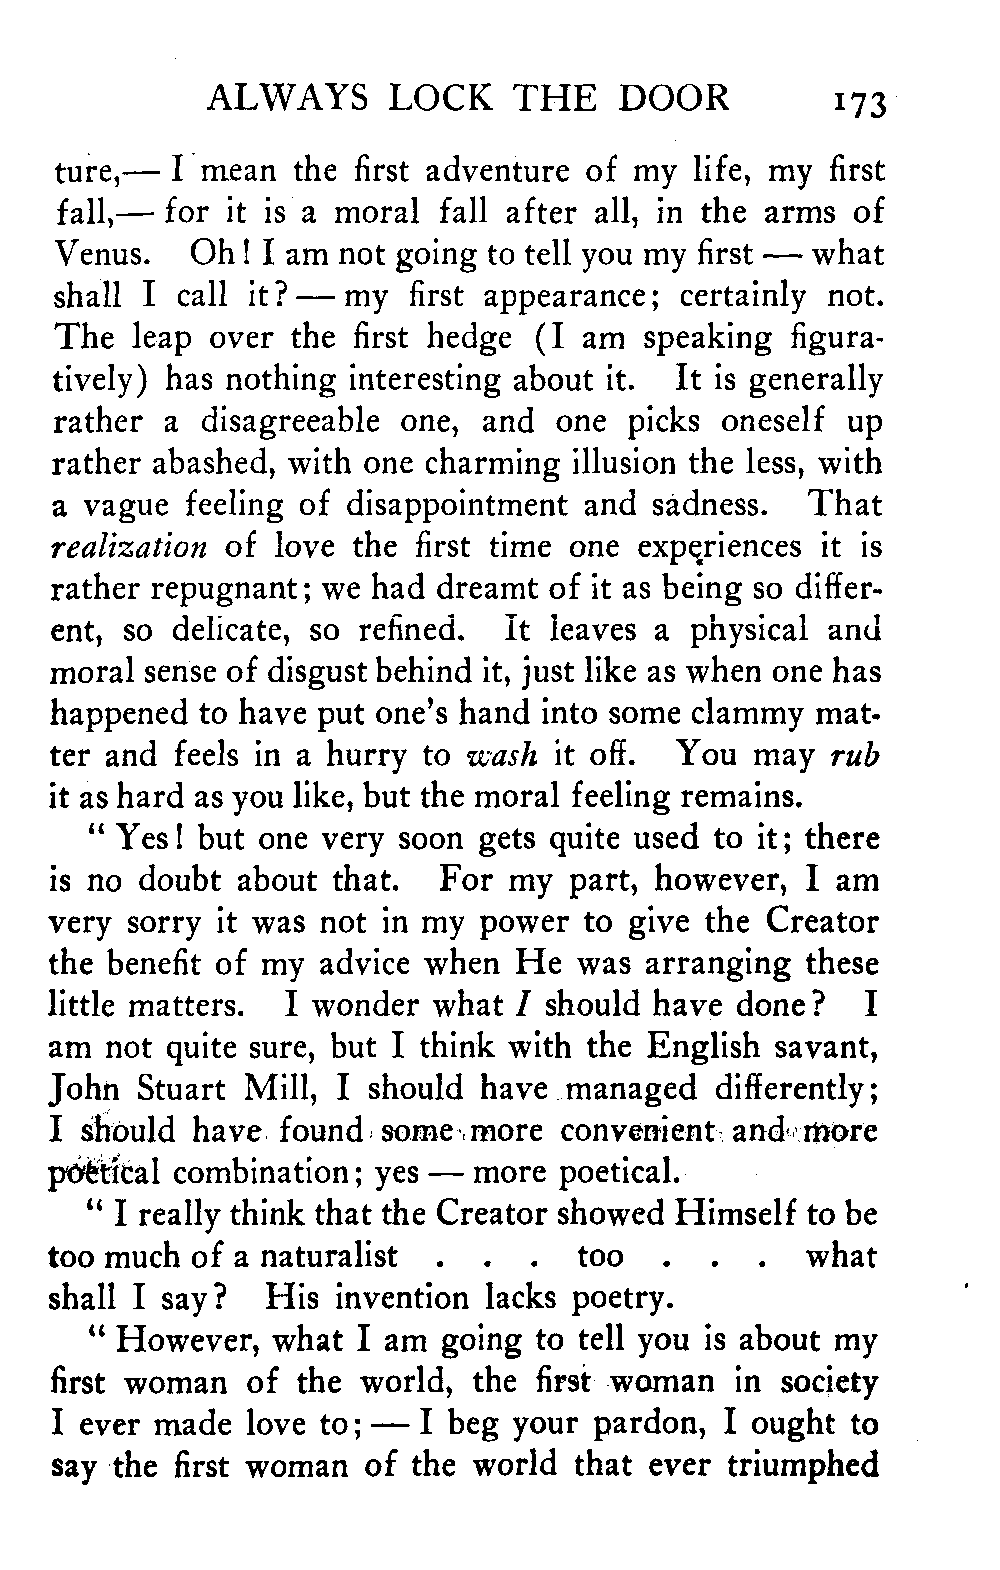 ALWAYS LOCK THE DOOR 173
ture,— I mean the first adventure of my life, my first
fall,— for it is a moral fall after all, in the arms of
Venus. Oh! I am not going to tell you my first — what
shall I call it? — my first appearance; certainly not.
The leap over the first hedge (I am speaking figura-
tively) has nothing interesting about it. It is generally
rather a disagreeable one, and one picks oneself up
rather abashed, with one charming illusion the less, with
a vague feeling of disappointment and sadness. That
realization of love the first time one experiences it is
rather repugnant; we had dreamt of it as being so differ-
ent, so delicate, so refined. It leaves a physical and
moral sense of disgust behind it, just like as when one has
happened to have put one's hand into some clammy mat-
ter and feels in a hurry to wash it off. You may rub
it as hard as you like, but the moral feeling remains.
“ Yes! but one very soon gets quite used to it; there
is no doubt about that. For my part, however, I am
very sorry it was not in my power to give the Creator
the benefit of my advice when He was arranging these
little matters. I wonder what I should have done? I
am not quite sure, but I think with the English savant,
John Stuart Mill, I should have managed differently;
I should have found some more convenient and more
poetical combination; yes — more poetical.
“ I really think that the Creator showed Himself to be
too much of a naturalist . . . too . . . what
shall I say? His invention lacks poetry.
“ However, what I am going to tell you is about my
first woman of the world, the first woman in society
I ever made love to; — I beg your pardon, I ought to
say the first woman of the world that ever triumphed